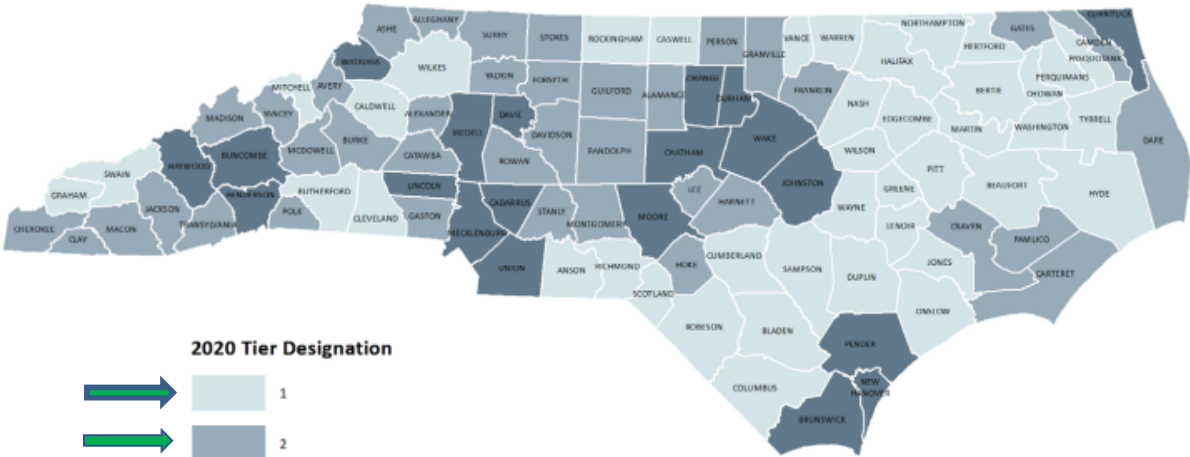 ASHE
ALLEGHANY
SURRY
STOKES
ROCKINGHAM
CASWELL
PERSON
GRANVILLE
VANCE
WARREN
NORTHAMPTON
HALIFAX
HERTFORD
GATES
CURRITUCK
CAMDEN
PASQUOTANK
PERQUIMANS
CHOWAN
BERTIE
WATAUGA
WILKES
YADKIN
FORSYTH
GUILFORD
ALAMANCE
ORANGE
DURHAM
FRANKLIN
NASH
EDGECOMBE
MARTIN
WASHINGTON
TYRRELL
DARE
MITCHELL
AVERY
CALDWELL
ALEXANDER
IREDELL
DAVIE
DAVIDSON
RANDOLPH
CHATHAM
WAKE
WILSON
PITT
BEAUFORT
HYDE
MADISON
YANCEY
MCDOWELL
BURKE
CATAWBA
ROWAN
JOHNSTON
GREENE
WAYNE
LENOIR
CRAVEN
PAMLICO
CARTERET
JONES
SWAIN
HAYWOOD
BUNCOMBE
HENDERSON
RUTHERFORD
LINCOLN
CABARRUS
STANLY
MONTGOMERY
MOORE
LEE
HARNETT
GRAHAM
JACKSON
TRANSYLVANIA
POLK
CLEVELAND
GASTON
MECKLENBURG
CHEROKEE
CLAY
MACON
UNION
ANSON
RICHMOND
SCOTLAND
HOKE
CUMBERLAND
SAMPSON
DUPLIN
ONSLOW
ROBESON
BLADEN
PENDER
COLUMBUS
BRUNSWICK
NEW
HANOVER
2020 Tier Designation
1
2